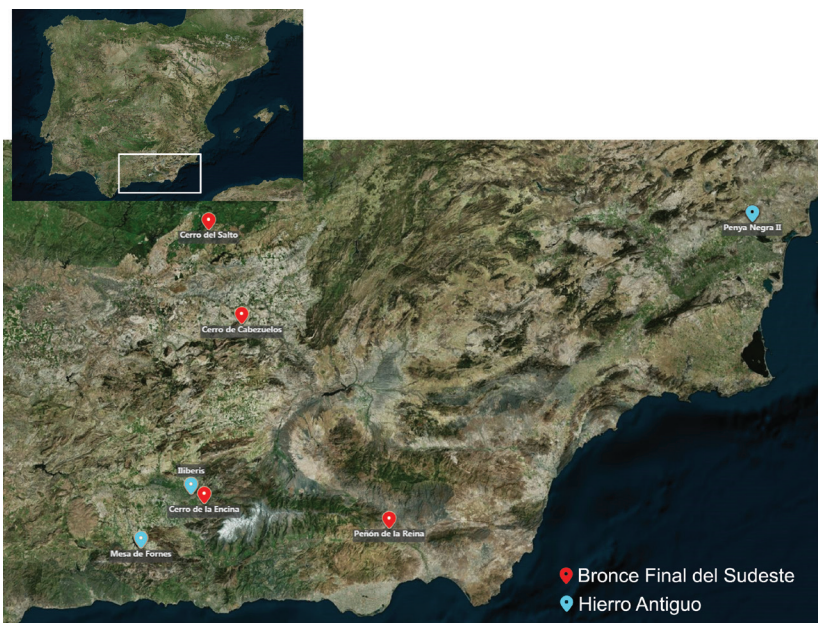 Cerro del Salto
Penya Negra II
Cerro de Cabezuelos
Iliberis
Cerro de la Encina
Peñón de la Reina
Mesa de Fornes
Bronce Final del Sudeste
Hierro Antiguo